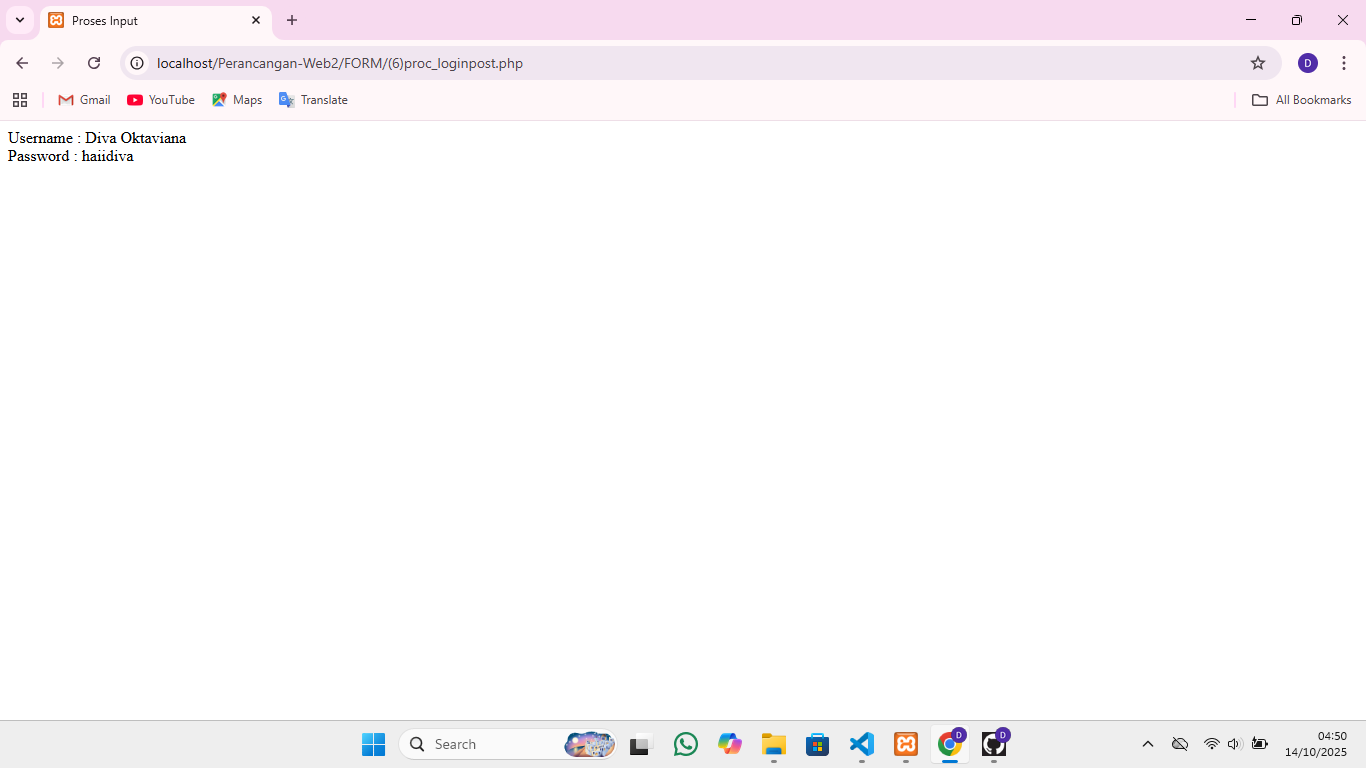 Proses Input
localhost/Perancangan-Web2/FORM/(6)proc_loginpost.php
D
Gmail YouTube Maps Translate All Bookmarks
Username : Diva Oktaviana
Password : haiidiva
Search
D
D
04:50
14/10/2025